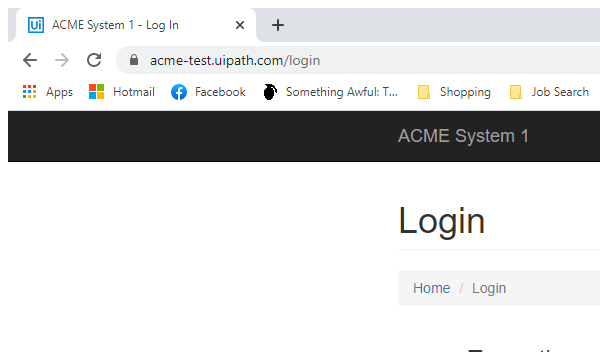 Ui ACME System 1 - Log In
acme-test.uipath.com/login
Apps Hotmail Facebook Something Awful: T... Shopping Job Search
ACME System 1
Login
Home / Login